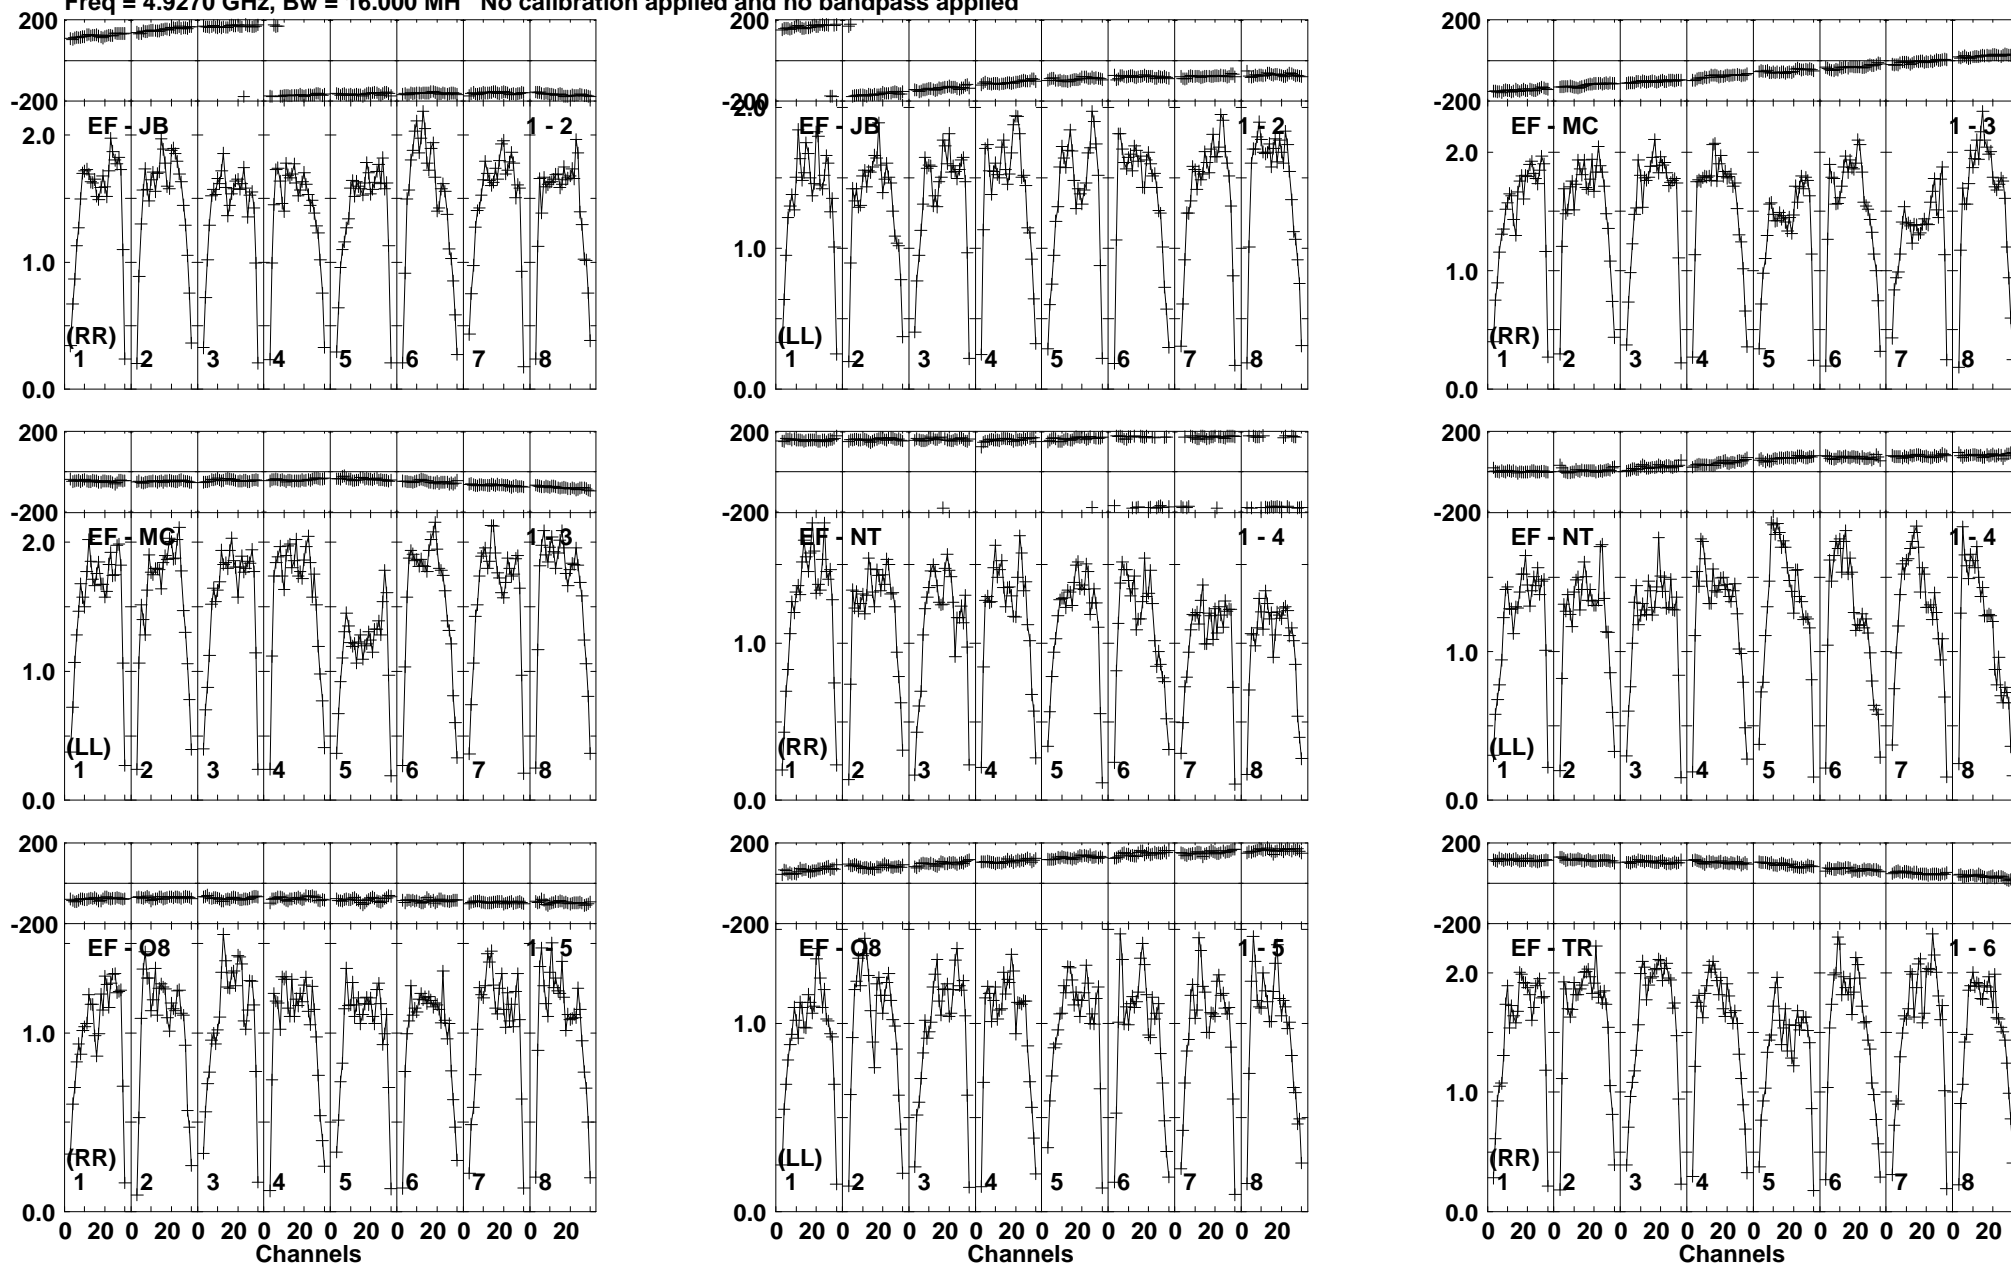 Freq = 4.9270 GHz, Bw = 16.000 MH No calibration applied and no bandpass applied
200 200 200
-200 -200 -200
EF - JB 1 - 2 EF - JB 1 - 2 EF - MC 1 - 3
2.0 2.0 2.0
1.0 1.0 1.0
(RR) (LL) (RR)
1 2 3 4 5 6 7 8 1 2 3 4 5 6 7 8 1 2 3 4 5 6 7 8
0.0 0.0 0.0
200 200 200
-200 -200 -200
EF - MC 1 - 3 EF - NT 1 - 4 EF - NT 1 - 4
2.0
1.0 1.0 1.0
(LL) (RR) (LL)
1 2 3 4 5 6 7 8 1 2 3 4 5 6 7 8 1 2 3 4 5 6 7 8
0.0 0.0 0.0
200 200 200
-200 -200 -200
EF - O8 1 - 5 EF - O8 1 - 5 EF - TR 1 - 6
2.0
1.0 1.0 1.0
(RR) (LL) (RR)
1 2 3 4 5 6 7 8 1 2 3 4 5 6 7 8 1 2 3 4 5 6 7 8
0.0 0.0 0.0
0 20 0 20 0 20 0 20 0 20 0 20 0 20 0 20 0 20 0 20 0 20 0 20 0 20 0 20 0 20 0 20 0 20 0 20 0 20 0 20 0 20 0 20 0 20 0 20
Channels Channels Channels